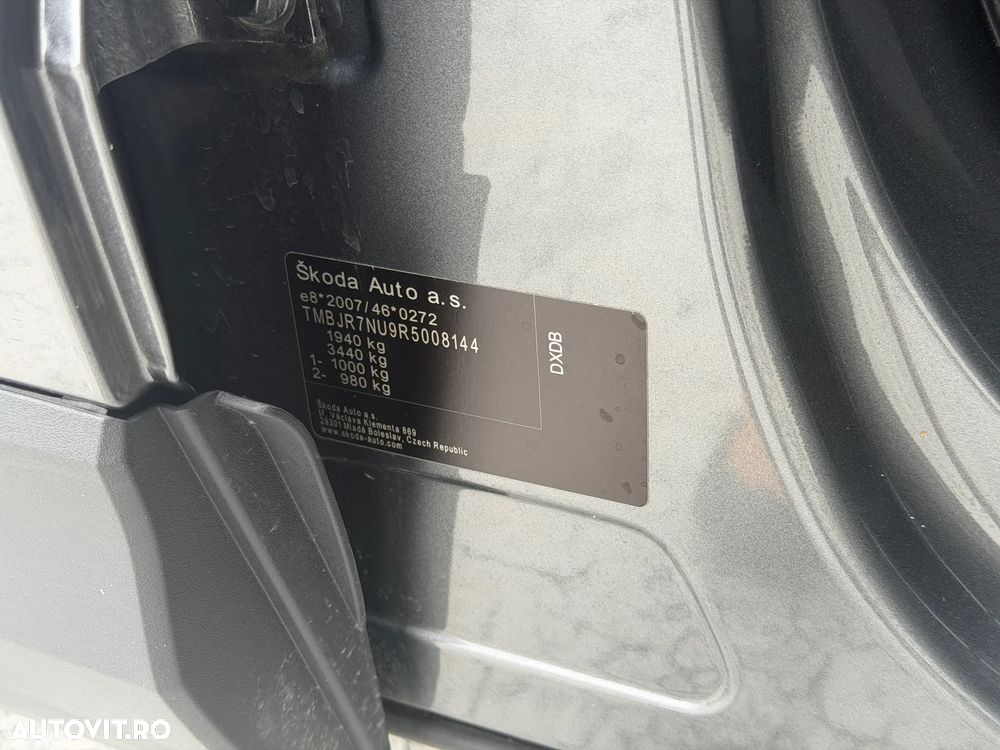 Škoda Auto a.s.
e8*2007/46*0272
TMBJR7NU9R5008144
1940 kg
3440 kg
1- 1000 kg
2- 980 kg
DXDB
Škoda Auto a.s.
tř. Václava Klementa 869
29301 Mladá Boleslav, Czech Republic
www.skoda-auto.com
AUTOVIT.RO